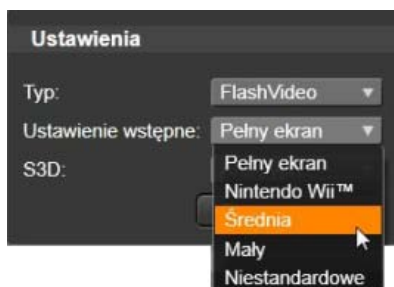 Ustawienia
Typ: FlashVideo
Ustawienie wstępne: Pełny ekran
S3D:
Pełny ekran
Nintendo Wii™
Średnia
Mały
Niestandardowe